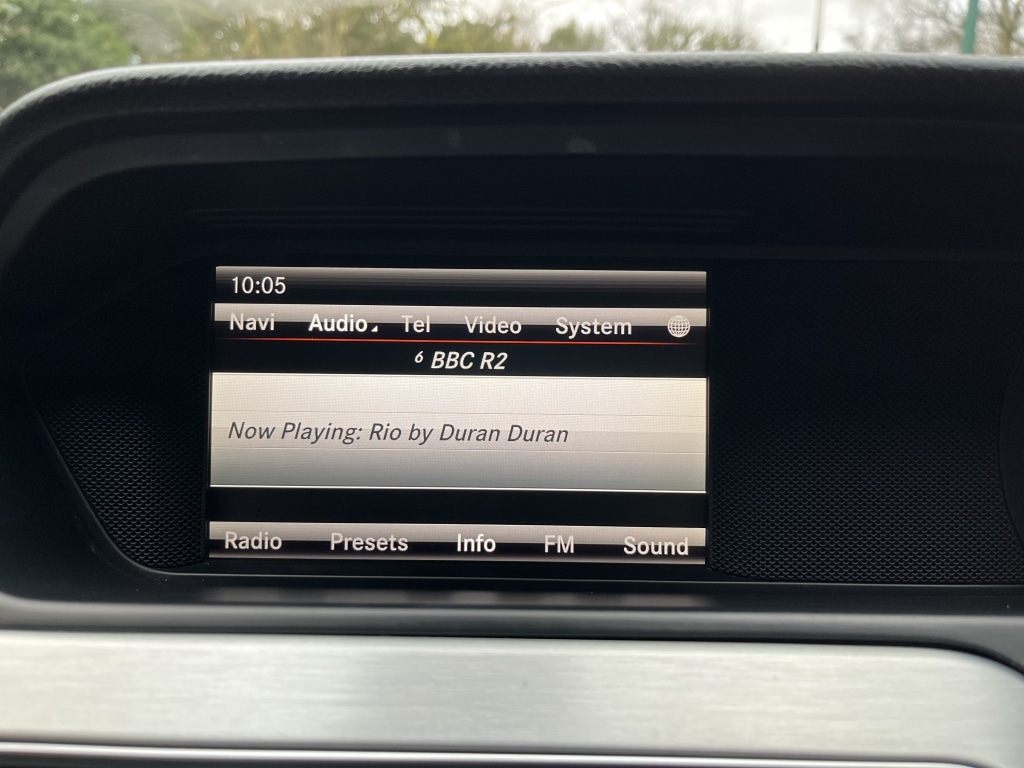 10:05
Navi Audio Tel Video System
6 BBC R2
Now Playing: Rio by Duran Duran
Radio Presets Info FM Sound